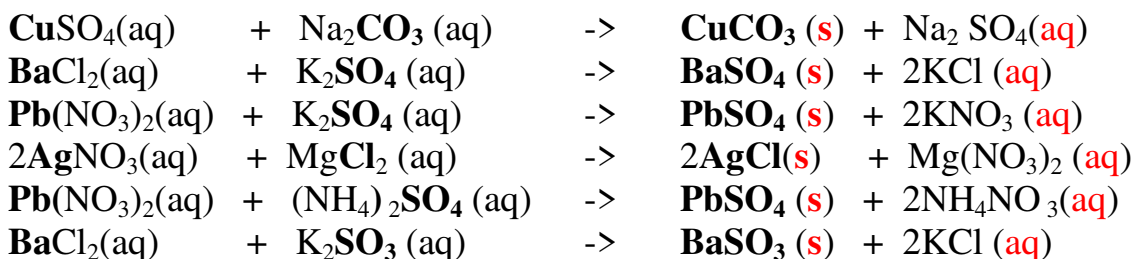 CuSO₄(aq) + Na₂CO₃ (aq) -> CuCO₃ (s) + Na₂ SO₄(aq)
BaCl₂(aq) + K₂SO₄ (aq) -> BaSO₄ (s) + 2KCl (aq)
Pb(NO₃)₂(aq) + K₂SO₄ (aq) -> PbSO₄ (s) + 2KNO₃ (aq)
2AgNO₃(aq) + MgCl₂ (aq) -> 2AgCl(s) + Mg(NO₃)₂ (aq)
Pb(NO₃)₂(aq) + (NH₄) ₂SO₄ (aq) -> PbSO₄ (s) + 2NH₄NO ₃(aq)
BaCl₂(aq) + K₂SO₃ (aq) -> BaSO₃ (s) + 2KCl (aq)